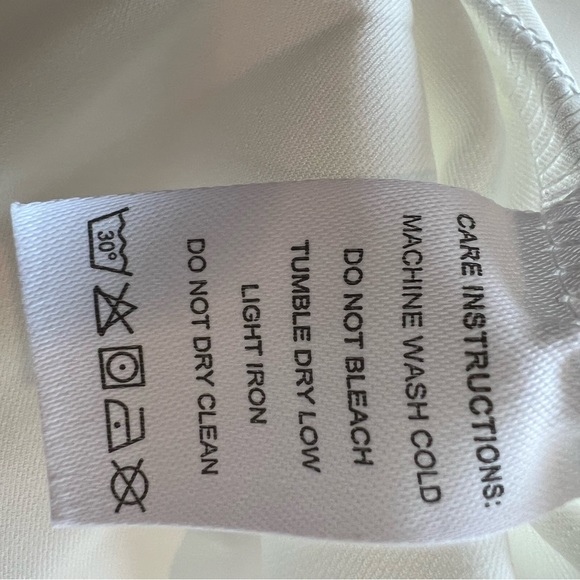 CARE INSTRUCTIONS:
MACHINE WASH COLD
DO NOT BLEACH
TUMBLE DRY LOW
LIGHT IRON
DO NOT DRY CLEAN
30°